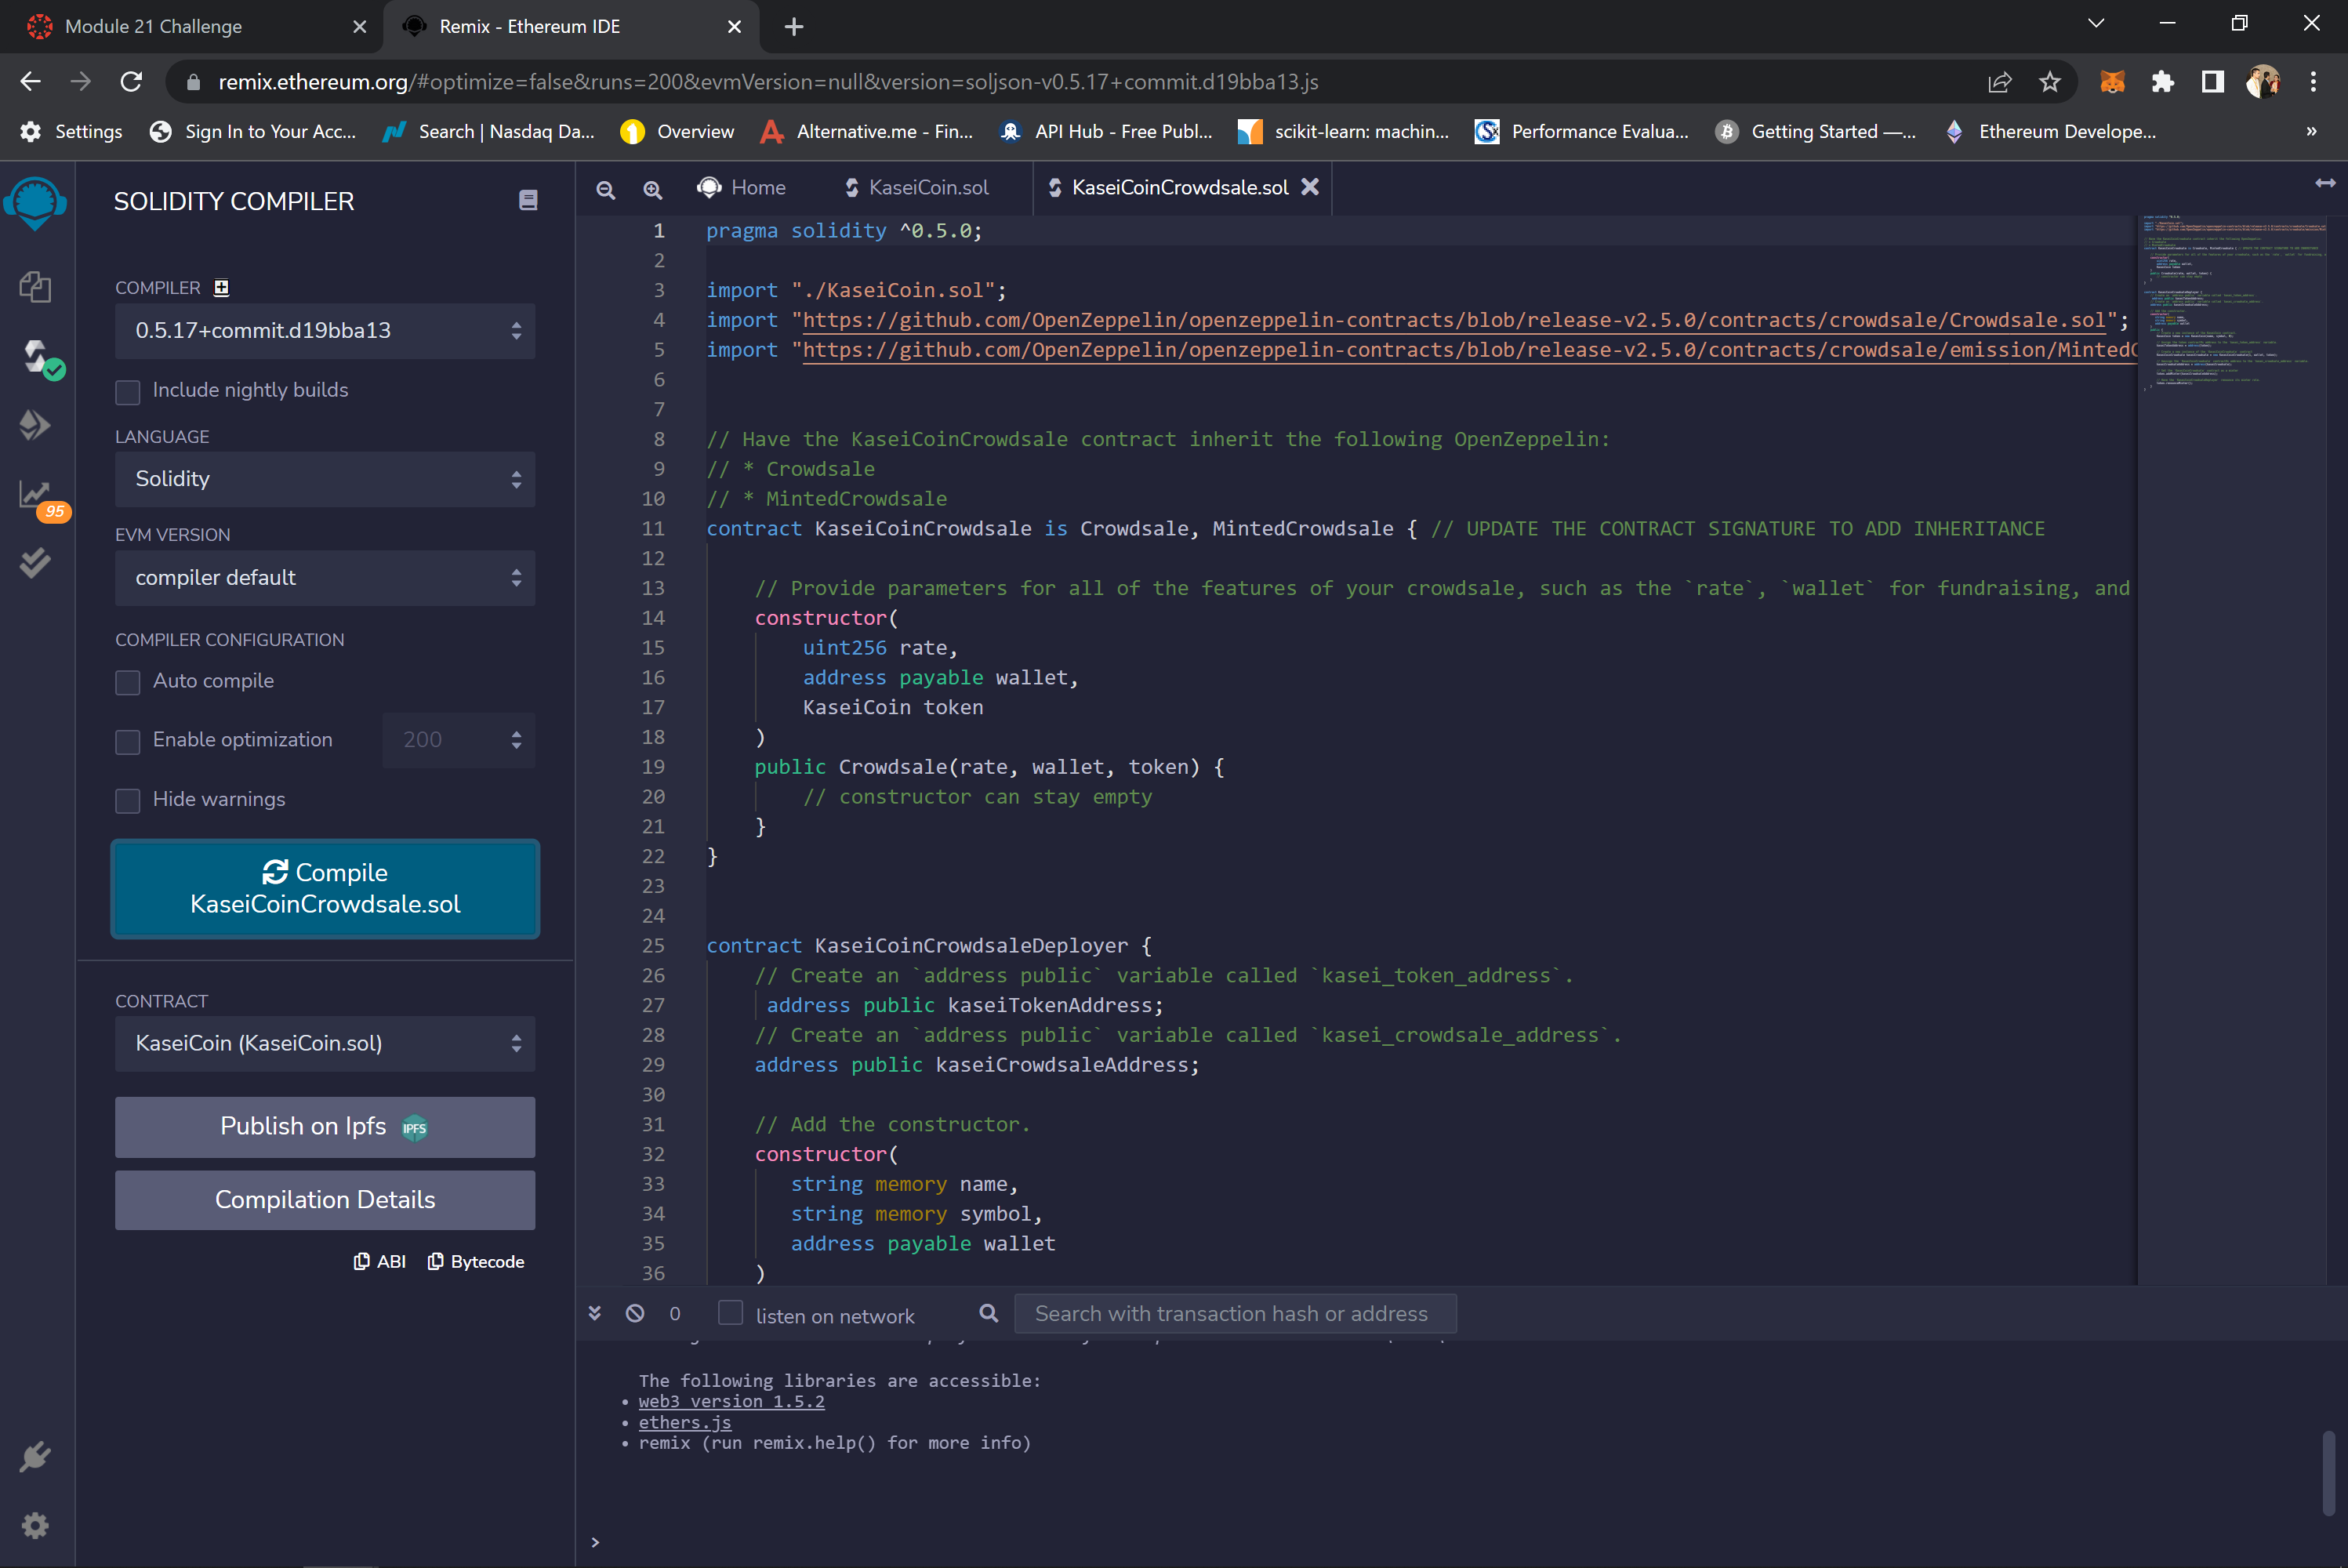 Module 21 Challenge
Remix - Ethereum IDE
remix.ethereum.org/#optimize=false&runs=200&evmVersion=null&version=soljson-v0.5.17+commit.d19bba13.js
Settings
Sign In to Your Acc...
Search | Nasdaq Da...
Overview
Alternative.me - Fin...
API Hub - Free Publ...
scikit-learn: machin...
Performance Evalua...
Getting Started —...
Ethereum Develope...
»
SOLIDITY COMPILER
COMPILER
0.5.17+commit.d19bba13
Include nightly builds
LANGUAGE
Solidity
95
EVM VERSION
compiler default
COMPILER CONFIGURATION
Auto compile
Enable optimization
200
Hide warnings
Compile
KaseiCoinCrowdsale.sol
CONTRACT
KaseiCoin (KaseiCoin.sol)
Publish on Ipfs IPFS
Compilation Details
ABI Bytecode
Home
KaseiCoin.sol
KaseiCoinCrowdsale.sol
1 pragma solidity ^0.5.0;
2
3 import "./KaseiCoin.sol";
4 import "https://github.com/OpenZeppelin/openzeppelin-contracts/blob/release-v2.5.0/contracts/crowdsale/Crowdsale.sol";
5 import "https://github.com/OpenZeppelin/openzeppelin-contracts/blob/release-v2.5.0/contracts/crowdsale/emission/MintedC
6
7
8 // Have the KaseiCoinCrowdsale contract inherit the following OpenZeppelin:
9 // * Crowdsale
10 // * MintedCrowdsale
11 contract KaseiCoinCrowdsale is Crowdsale, MintedCrowdsale { // UPDATE THE CONTRACT SIGNATURE TO ADD INHERITANCE
12
13 // Provide parameters for all of the features of your crowdsale, such as the `rate`, `wallet` for fundraising, and
14 constructor(
15 uint256 rate,
16 address payable wallet,
17 KaseiCoin token
18 )
19 public Crowdsale(rate, wallet, token) {
20 // constructor can stay empty
21 }
22 }
23
24
25 contract KaseiCoinCrowdsaleDeployer {
26 // Create an `address public` variable called `kasei_token_address`.
27 address public kaseiTokenAddress;
28 // Create an `address public` variable called `kasei_crowdsale_address`.
29 address public kaseiCrowdsaleAddress;
30
31 // Add the constructor.
32 constructor(
33 string memory name,
34 string memory symbol,
35 address payable wallet
36 )
0
listen on network
Search with transaction hash or address
The following libraries are accessible:
• web3 version 1.5.2
• ethers.js
• remix (run remix.help() for more info)
>